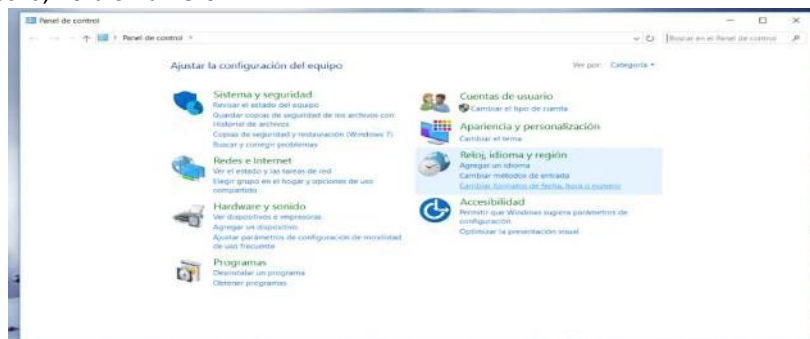 Panel de control
Panel de control
Buscar en el Panel de control
Ajustar la configuración del equipo
Ver por: Categoría
Sistema y seguridad
Revisar el estado del equipo
Guardar copias de seguridad de los archivos con
Historial de archivos
Copias de seguridad y restauración (Windows 7)
Buscar y corregir problemas
Redes e Internet
Ver el estado y las tareas de red
Elegir grupo en el hogar y opciones de uso
compartido
Hardware y sonido
Ver dispositivos e impresoras
Agregar un dispositivo
Ajustar parámetros de configuración de movilidad
de uso frecuente
Programas
Desinstalar un programa
Obtener programas
Cuentas de usuario
Cambiar el tipo de cuenta
Apariencia y personalización
Cambiar el tema
Reloj, idioma y región
Agregar un idioma
Cambiar métodos de entrada
Cambiar formatos de fecha, hora o número
Accesibilidad
Permitir que Windows sugiera parámetros de
configuración
Optimizar la presentación visual